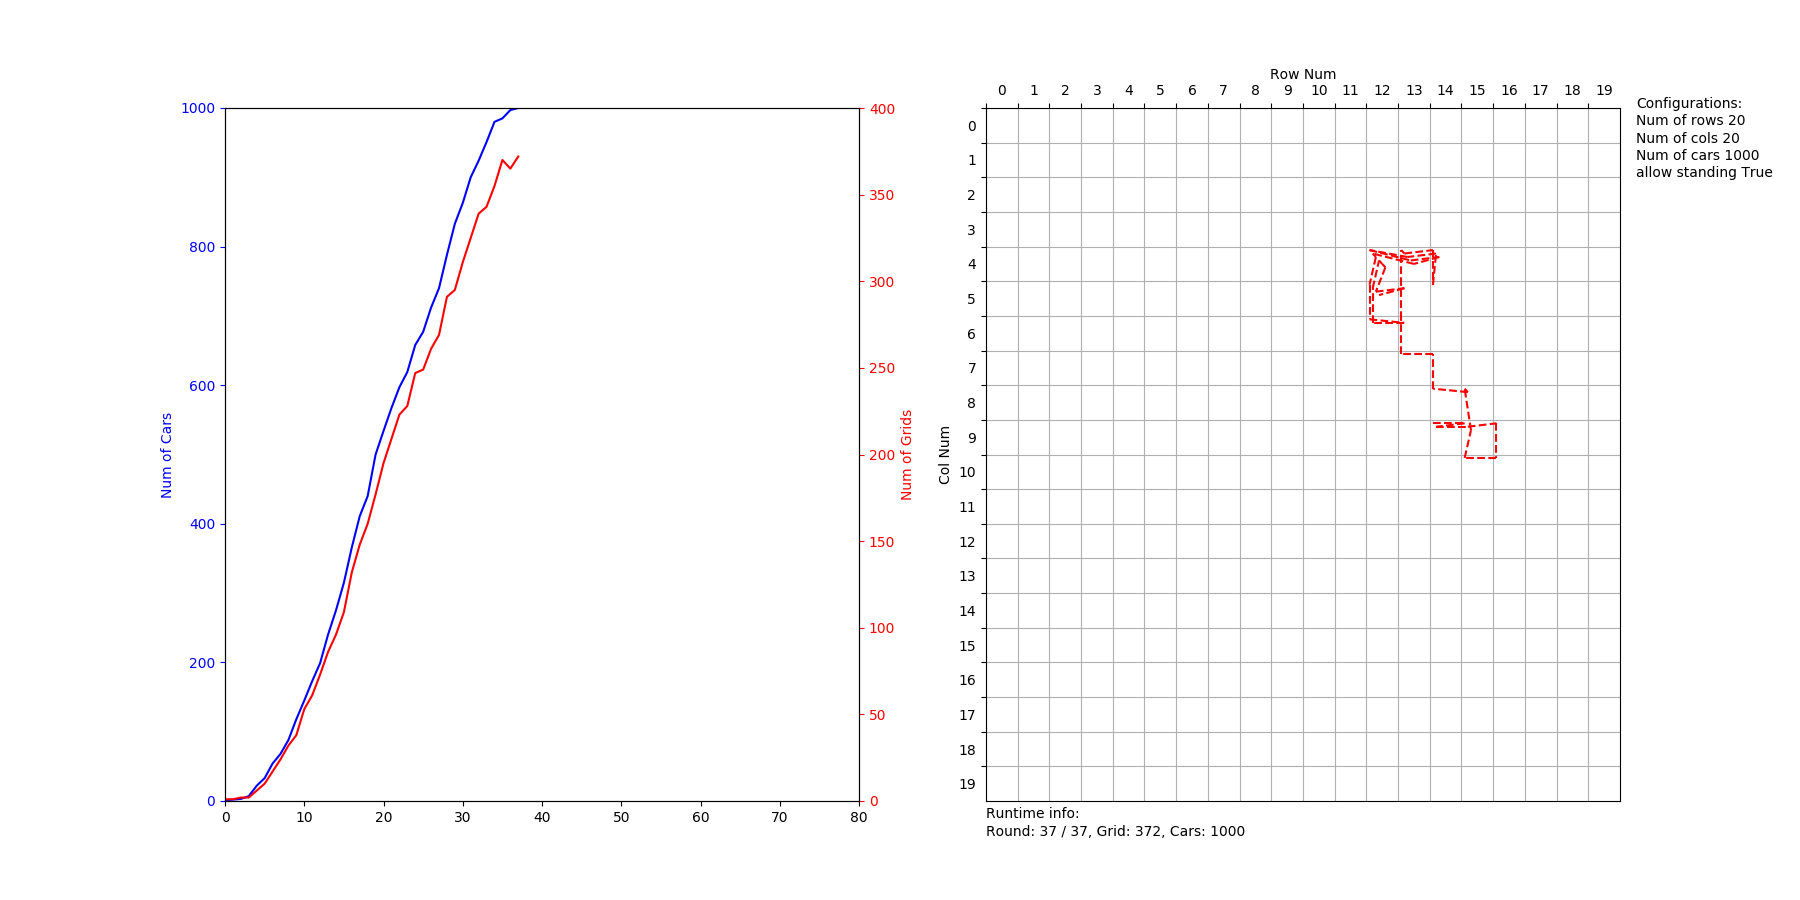 Row Num
0 1 2 3 4 5 6 7 8 9 10 11 12 13 14 15 16 17 18 19
Configurations:
Num of rows 20
Num of cols 20
Num of cars 1000
allow standing True
1000
800
600
400
200
0
Num of Cars
0 10 20 30 40 50 60 70 80
400
350
300
250
200
150
100
50
0
Num of Grids
Col Num
0
1
2
3
4
5
6
7
8
9
10
11
12
13
14
15
16
17
18
19
Runtime info:
Round: 37 / 37, Grid: 372, Cars: 1000